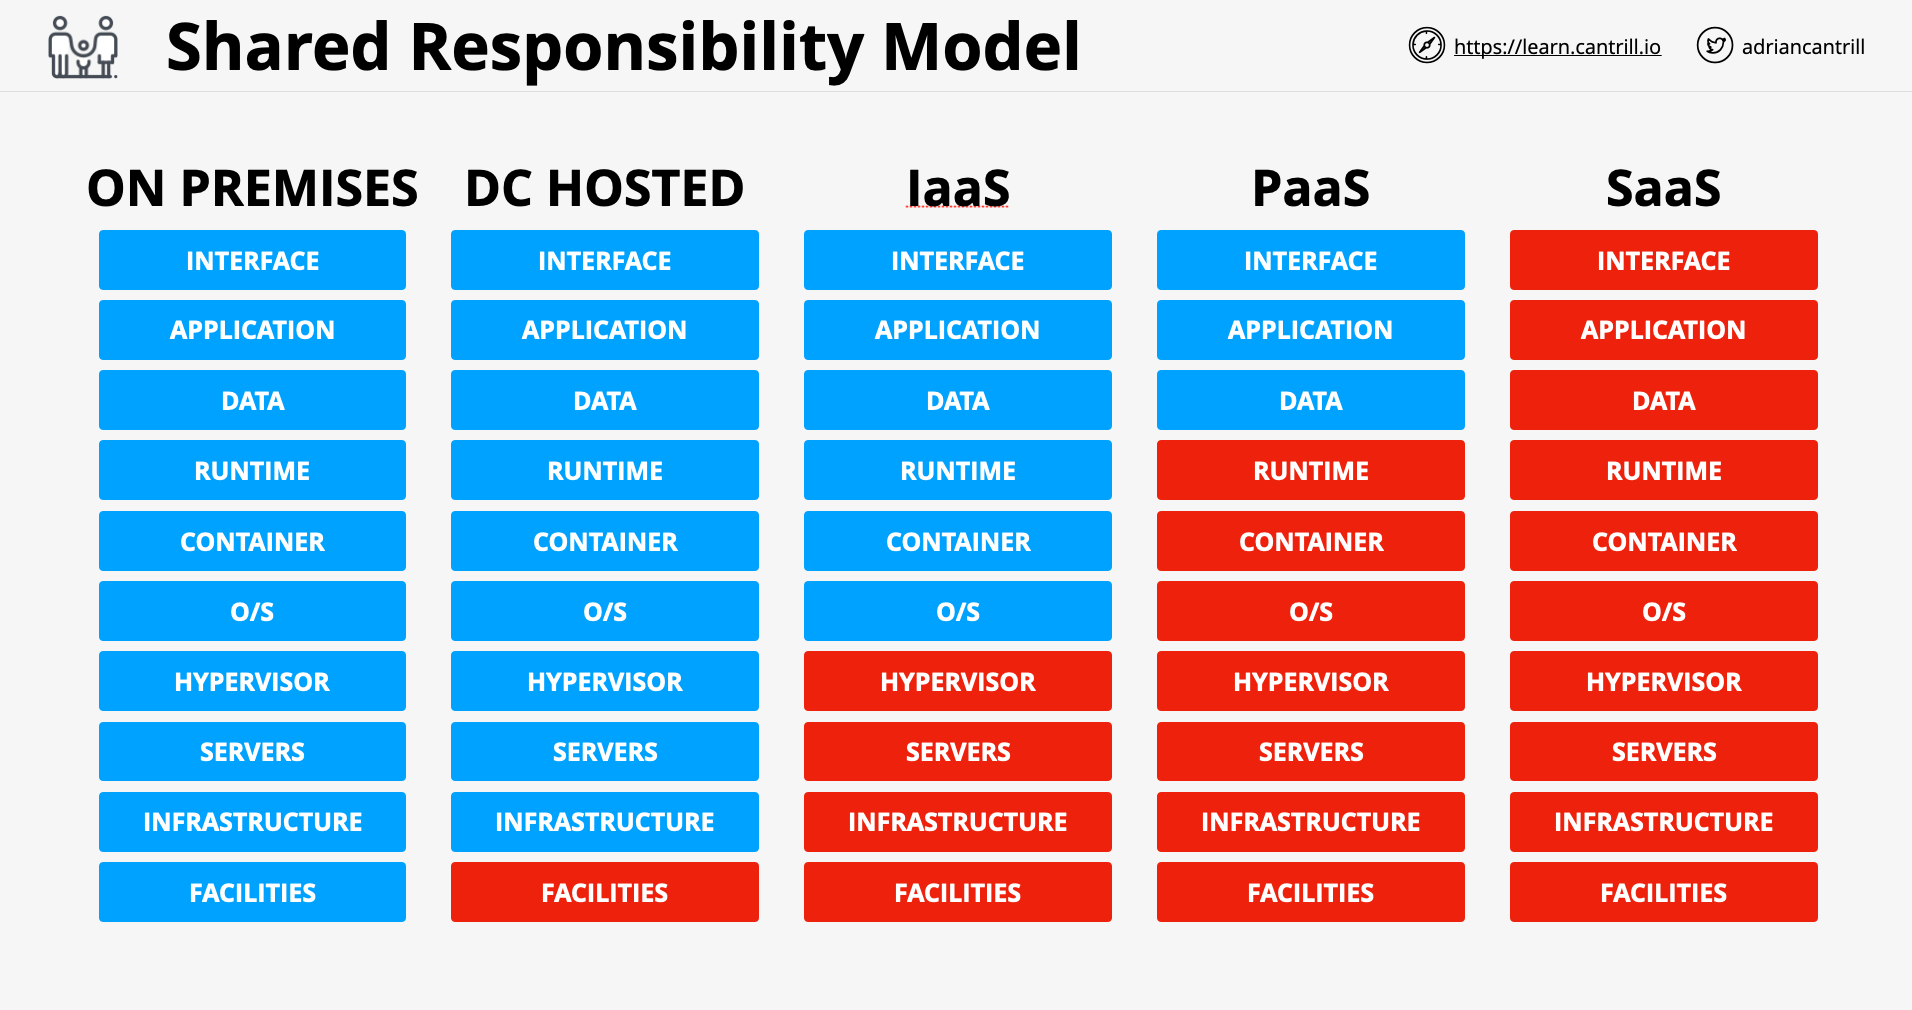 Shared Responsibility Model
https://learn.cantrill.io
adriancantrill
ON PREMISES
INTERFACE
APPLICATION
DATA
RUNTIME
CONTAINER
O/S
HYPERVISOR
SERVERS
INFRASTRUCTURE
FACILITIES
DC HOSTED
INTERFACE
APPLICATION
DATA
RUNTIME
CONTAINER
O/S
HYPERVISOR
SERVERS
INFRASTRUCTURE
FACILITIES
IaaS
INTERFACE
APPLICATION
DATA
RUNTIME
CONTAINER
O/S
HYPERVISOR
SERVERS
INFRASTRUCTURE
FACILITIES
PaaS
INTERFACE
APPLICATION
DATA
RUNTIME
CONTAINER
O/S
HYPERVISOR
SERVERS
INFRASTRUCTURE
FACILITIES
SaaS
INTERFACE
APPLICATION
DATA
RUNTIME
CONTAINER
O/S
HYPERVISOR
SERVERS
INFRASTRUCTURE
FACILITIES